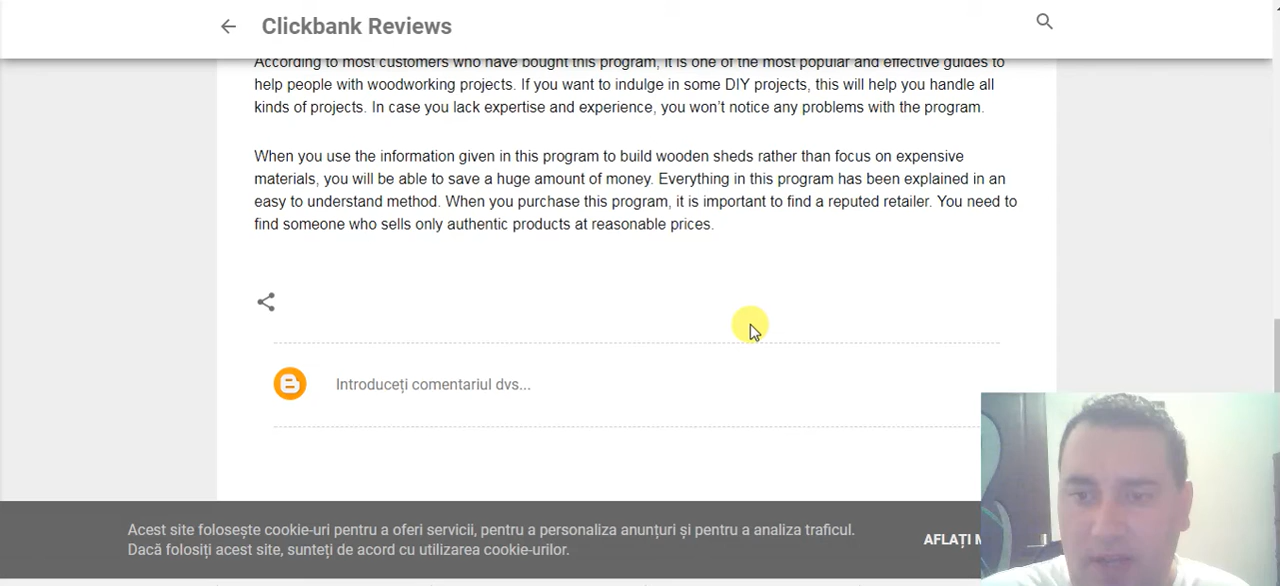 Clickbank Reviews
According to most customers who have bought this program, it is one of the most popular and effective guides to
help people with woodworking projects. If you want to indulge in some DIY projects, this will help you handle all
kinds of projects. In case you lack expertise and experience, you won't notice any problems with the program.
When you use the information given in this program to build wooden sheds rather than focus on expensive
materials, you will be able to save a huge amount of money. Everything in this program has been explained in an
easy to understand method. When you purchase this program, it is important to find a reputed retailer. You need to
find someone who sells only authentic products at reasonable prices.
Introduceți comentariul dvs...
Acest site folosește cookie-uri pentru a oferi servicii, pentru a personaliza anunțuri și pentru a analiza traficul.
Dacă folosiți acest site, sunteți de acord cu utilizarea cookie-urilor.
AFLAȚI